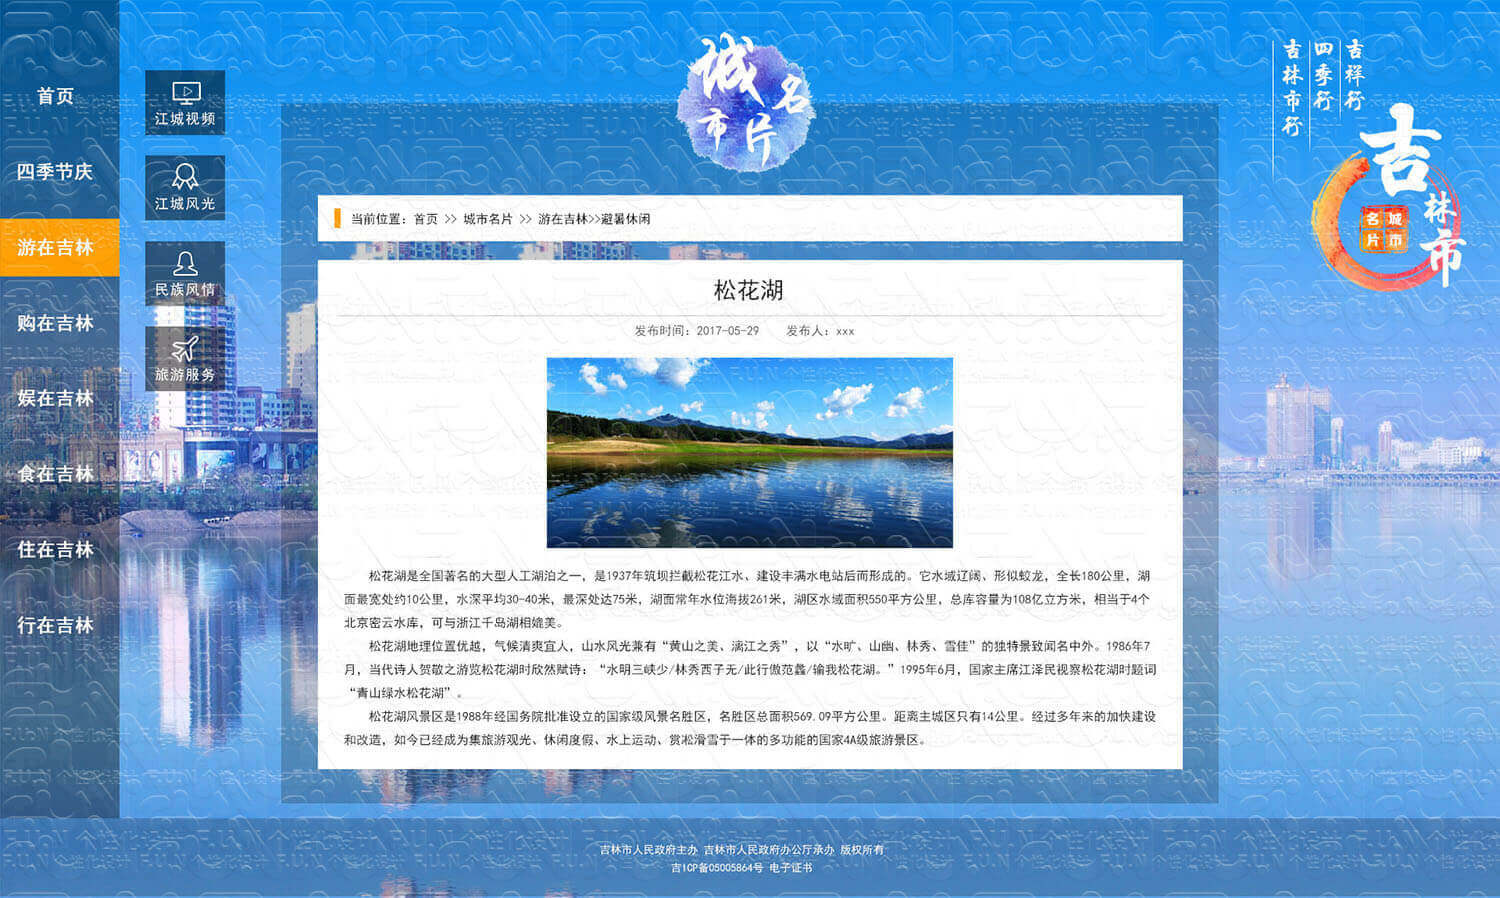 首页
四季节庆
游在吉林
购在吉林
娱在吉林
食在吉林
住在吉林
行在吉林
江城视频
江城风光
民族风情
旅游服务
城市名片
吉祥行
四季行
吉林市行
吉林市
城市名片
当前位置：首页 >> 城市名片 >> 游在吉林>>避暑休闲
松花湖
发布时间：2017-05-29 发布人：xxx
松花湖是全国著名的大型人工湖泊之一，是1937年筑坝拦截松花江水、建设丰满水电站后而形成的。它水域辽阔、形似蛟龙，全长180公里，湖
面最宽处约10公里，水深平均30-40米，最深处达75米，湖面常年水位海拔261米，湖区水域面积550平方公里，总库容量为108亿立方米，相当于4个
北京密云水库，可与浙江千岛湖相媲美。
松花湖地理位置优越，气候清爽宜人，山水风光兼有“黄山之美、漓江之秀”，以“水旷、山幽、林秀、雪佳”的独特景致闻名中外。1986年7
月，当代诗人贺敬之游览松花湖时欣然赋诗：“水明三峡少/林秀西子无/此行傲范蠡/输我松花湖。”1995年6月，国家主席江泽民视察松花湖时题词
“青山绿水松花湖”。
松花湖风景区是1988年经国务院批准设立的国家级风景名胜区，名胜区总面积569.09平方公里。距离主城区只有14公里。经过多年来的加快建设
和改造，如今已经成为集旅游观光、休闲度假、水上运动、赏凇滑雪于一体的多功能的国家4A级旅游景区。
吉林市人民政府主办 吉林市人民政府办公厅承办 版权所有
吉ICP备05005864号 电子证书